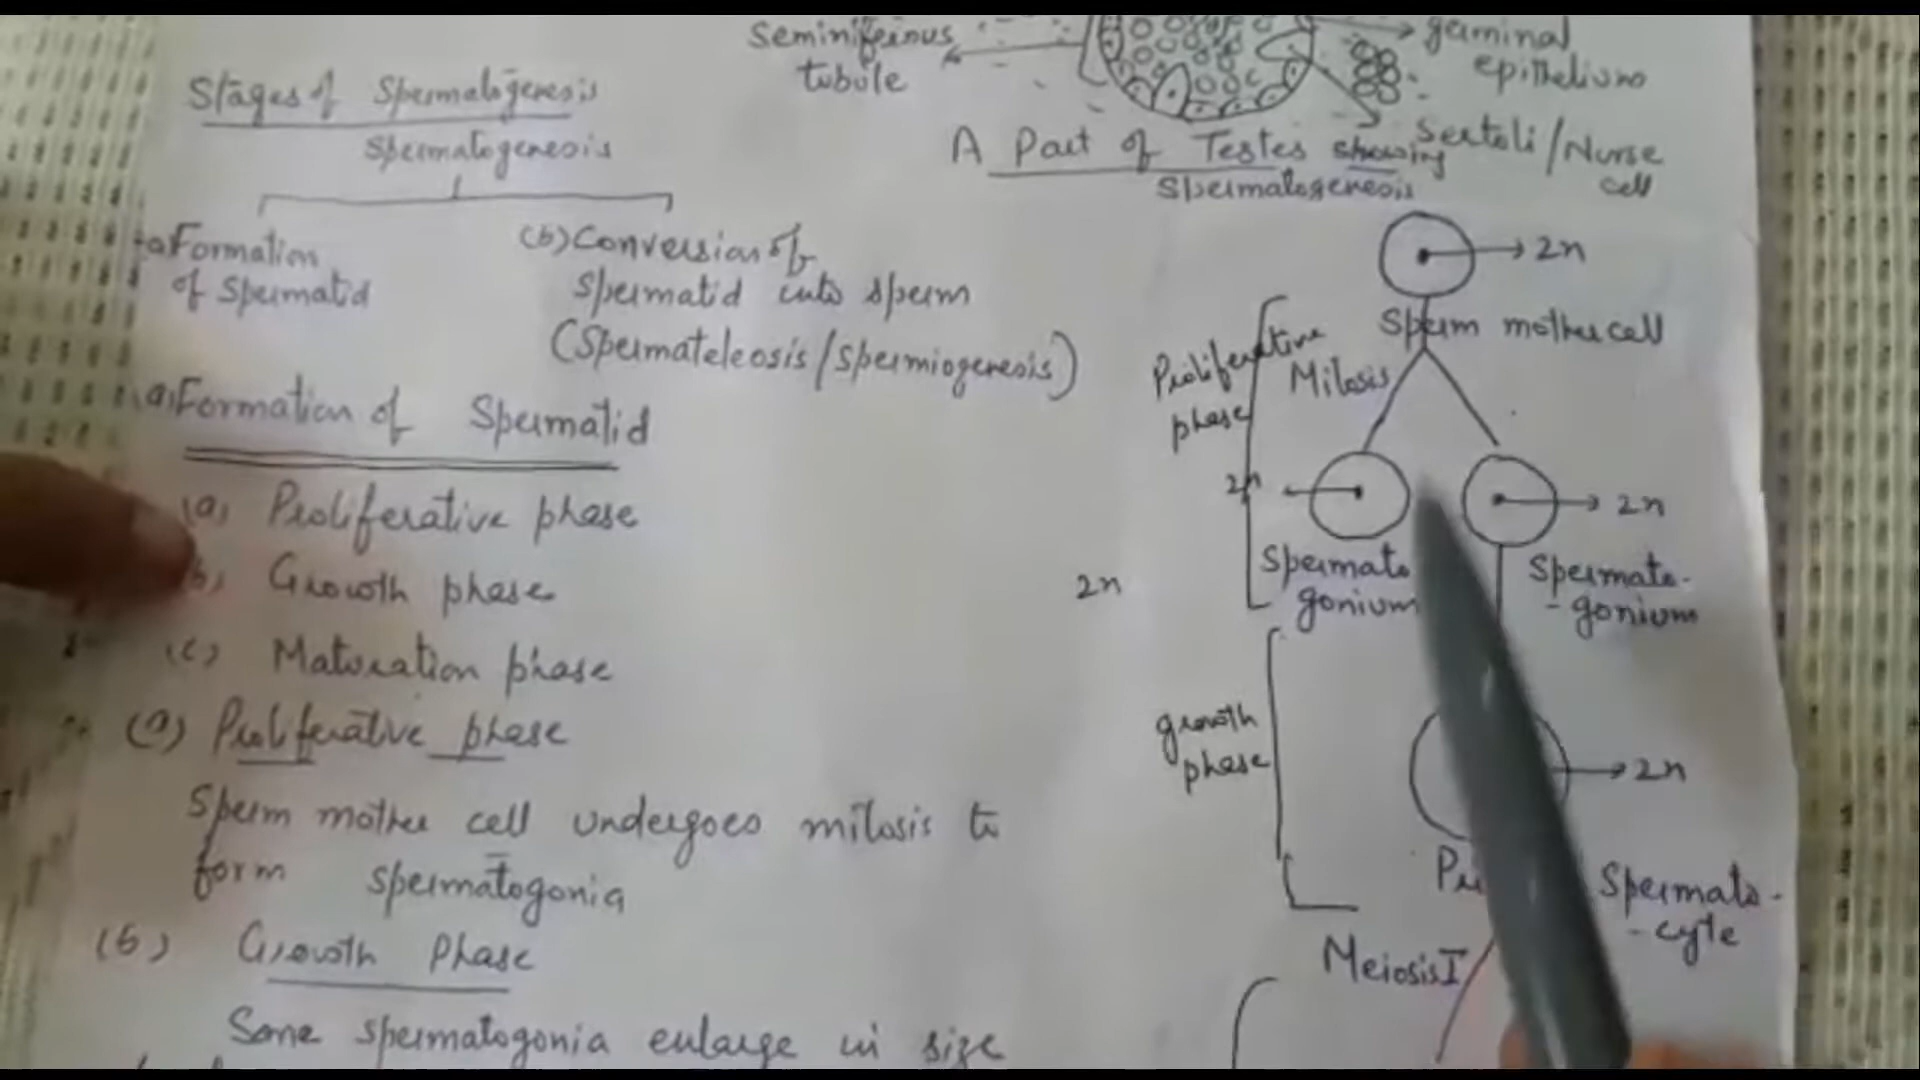 Stages of Spermatogenesis
Spermatogenesis
(a) Formation
of Spermatid
(b) Conversion of
Spermatid into sperm
(Spermateleosis/Spermiogenesis)
(a) Formation of Spermatid
(a) Proliferative phase
(b) Growth phase
(c) Maturation phase
(a) Proliferative phase
Sperm mother cell undergoes mitosis to
form spermatogonia
(b) Growth Phase
Some spermatogonia enlarge in size
seminiferous
tubule
germinal
epithelium
Sertoli/Nurse
cell
A Part of Testes showing
Spermatogenesis
2n
Sperm mother cell
Proliferative
phase
Mitosis
2n
2n
Spermato
gonium
Spermato-
-gonium
2n
growth
phase
2n
Spermato-
-cyte
Meiosis I